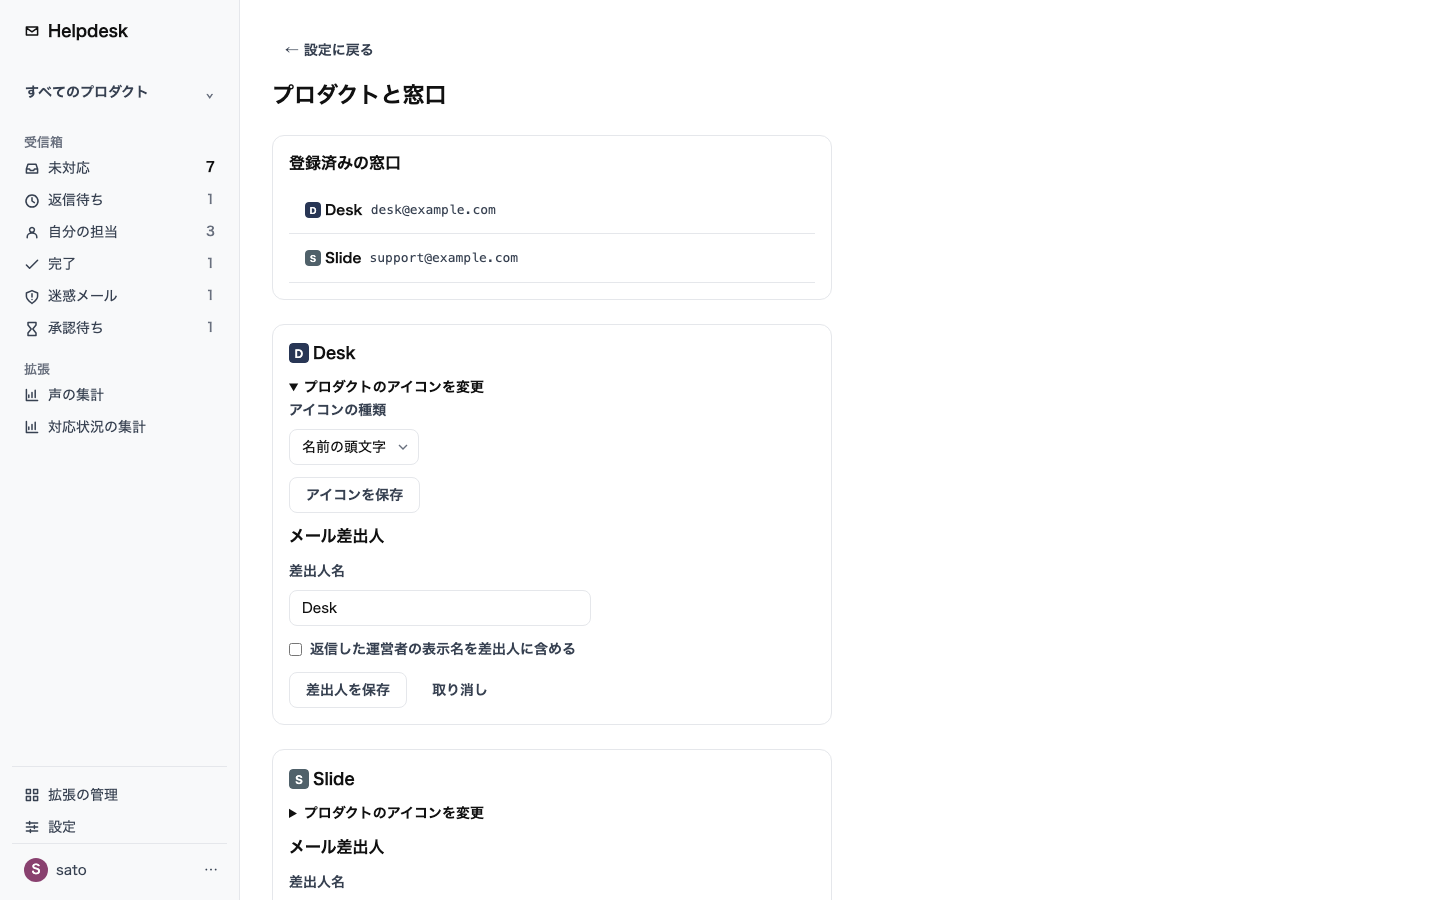 Helpdesk
すべてのプロダクト
受信箱
未対応 7
返信待ち 1
自分の担当 3
完了 1
迷惑メール 1
承認待ち 1
拡張
声の集計
対応状況の集計
拡張の管理
設定
S sato ...
← 設定に戻る
プロダクトと窓口
登録済みの窓口
D Desk desk@example.com
S Slide support@example.com
D Desk
▼ プロダクトのアイコンを変更
アイコンの種類
名前の頭文字
アイコンを保存
メール差出人
差出人名
Desk
返信した運営者の表示名を差出人に含める
差出人を保存 取り消し
S Slide
▶ プロダクトのアイコンを変更
メール差出人
差出人名